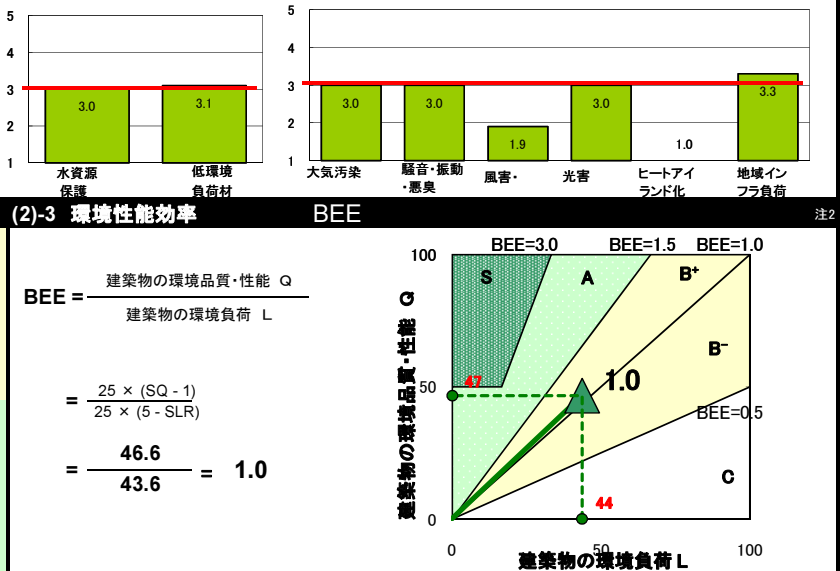 5
4
3
2
1
3.0
3.1
水資源
保護
低環境
負荷材
5
4
3
2
1
3.0
3.0
1.9
3.0
1.0
3.3
大気汚染
騒音・振動
・悪臭
風害・
光害
ヒートアイ
ランド化
地域イン
フラ負荷
(2)-3 環境性能効率 BEE 注2
BEE = 建築物の環境品質・性能 Q
建築物の環境負荷 L
= 25 × (SQ - 1)
25 × (5 - SLR)
= 46.6
43.6
= 1.0
BEE=3.0 BEE=1.5 BEE=1.0
100
S A B+
B-
50
47
1.0
BEE=0.5
C
44
0
0 50 100
建築物の環境品質・性能 Q
建築物の環境負荷 L